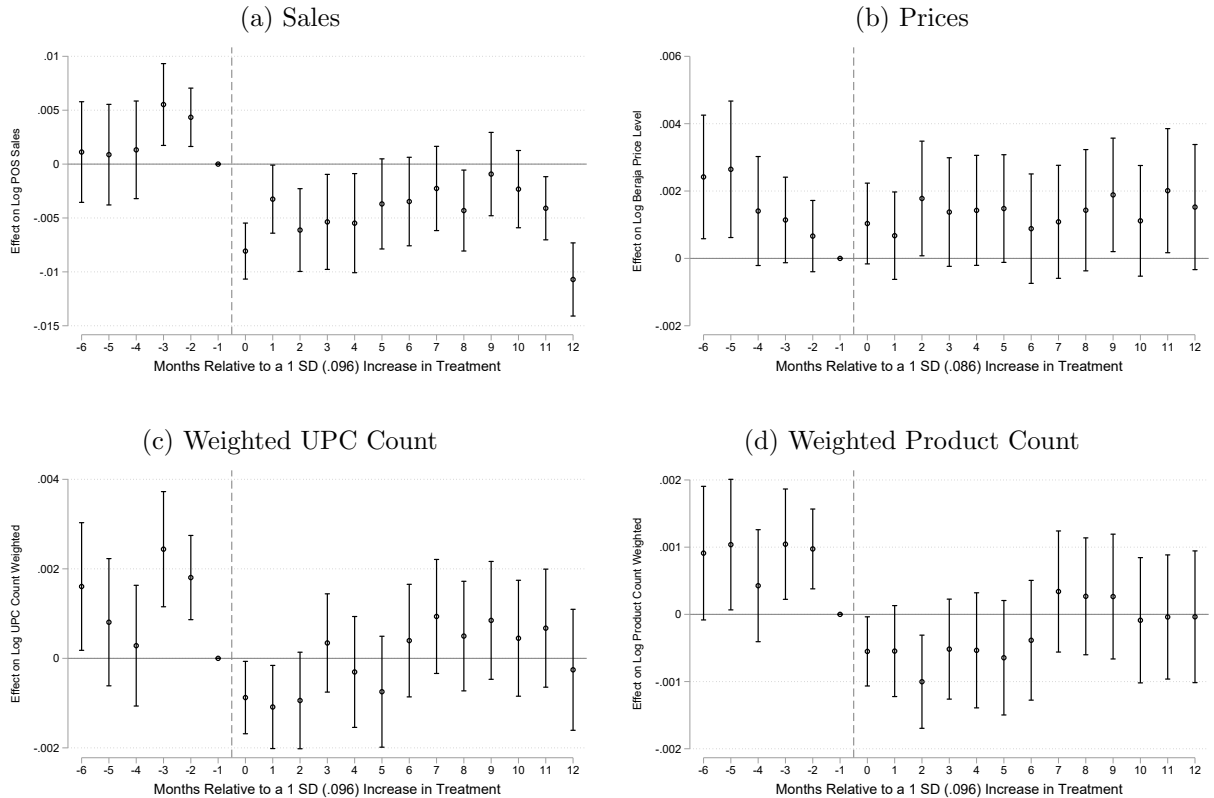 (a) Sales
.01
.005
0
-.005
-.01
-.015
Effect on Log POS Sales
-6 -5 -4 -3 -2 -1 0 1 2 3 4 5 6 7 8 9 10 11 12
Months Relative to a 1 SD (.096) Increase in Treatment
(b) Prices
.006
.004
.002
0
-.002
Effect on Log Beraja Price Level
-6 -5 -4 -3 -2 -1 0 1 2 3 4 5 6 7 8 9 10 11 12
Months Relative to a 1 SD (.086) Increase in Treatment
(c) Weighted UPC Count
.004
.002
0
-.002
Effect on Log UPC Count Weighted
-6 -5 -4 -3 -2 -1 0 1 2 3 4 5 6 7 8 9 10 11 12
Months Relative to a 1 SD (.096) Increase in Treatment
(d) Weighted Product Count
.002
.001
0
-.001
-.002
Effect on Log Product Count Weighted
-6 -5 -4 -3 -2 -1 0 1 2 3 4 5 6 7 8 9 10 11 12
Months Relative to a 1 SD (.096) Increase in Treatment